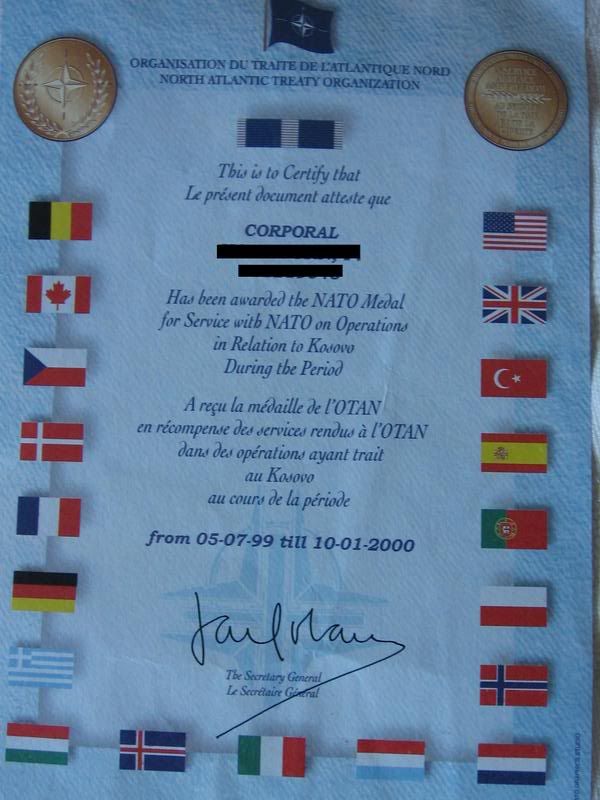 ORGANISATION DU TRAITE DE L'ATLANTIQUE NORD
NORTH ATLANTIC TREATY ORGANIZATION
This is to Certify that
Le présent document atteste que
CORPORAL
Has been awarded the NATO Medal
for Service with NATO on Operations
in Relation to Kosovo
During the Period
A reçu la médaille de l'OTAN
en récompense des services rendus à l'OTAN
dans des opérations ayant trait
au Kosovo
au cours de la période
from 05-07-99 till 10-01-2000
The Secretary General
Le Secrétaire Général